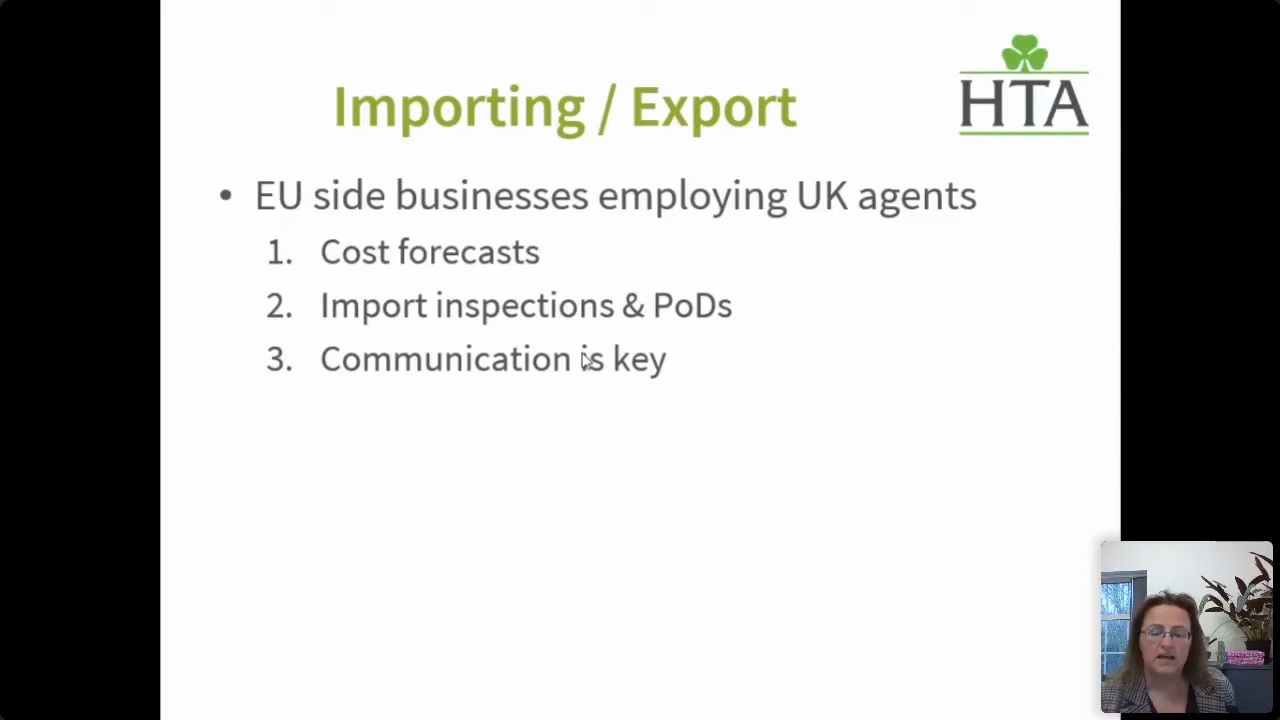 Importing / Export
HTA
• EU side businesses employing UK agents
1. Cost forecasts
2. Import inspections & PoDs
3. Communication is key